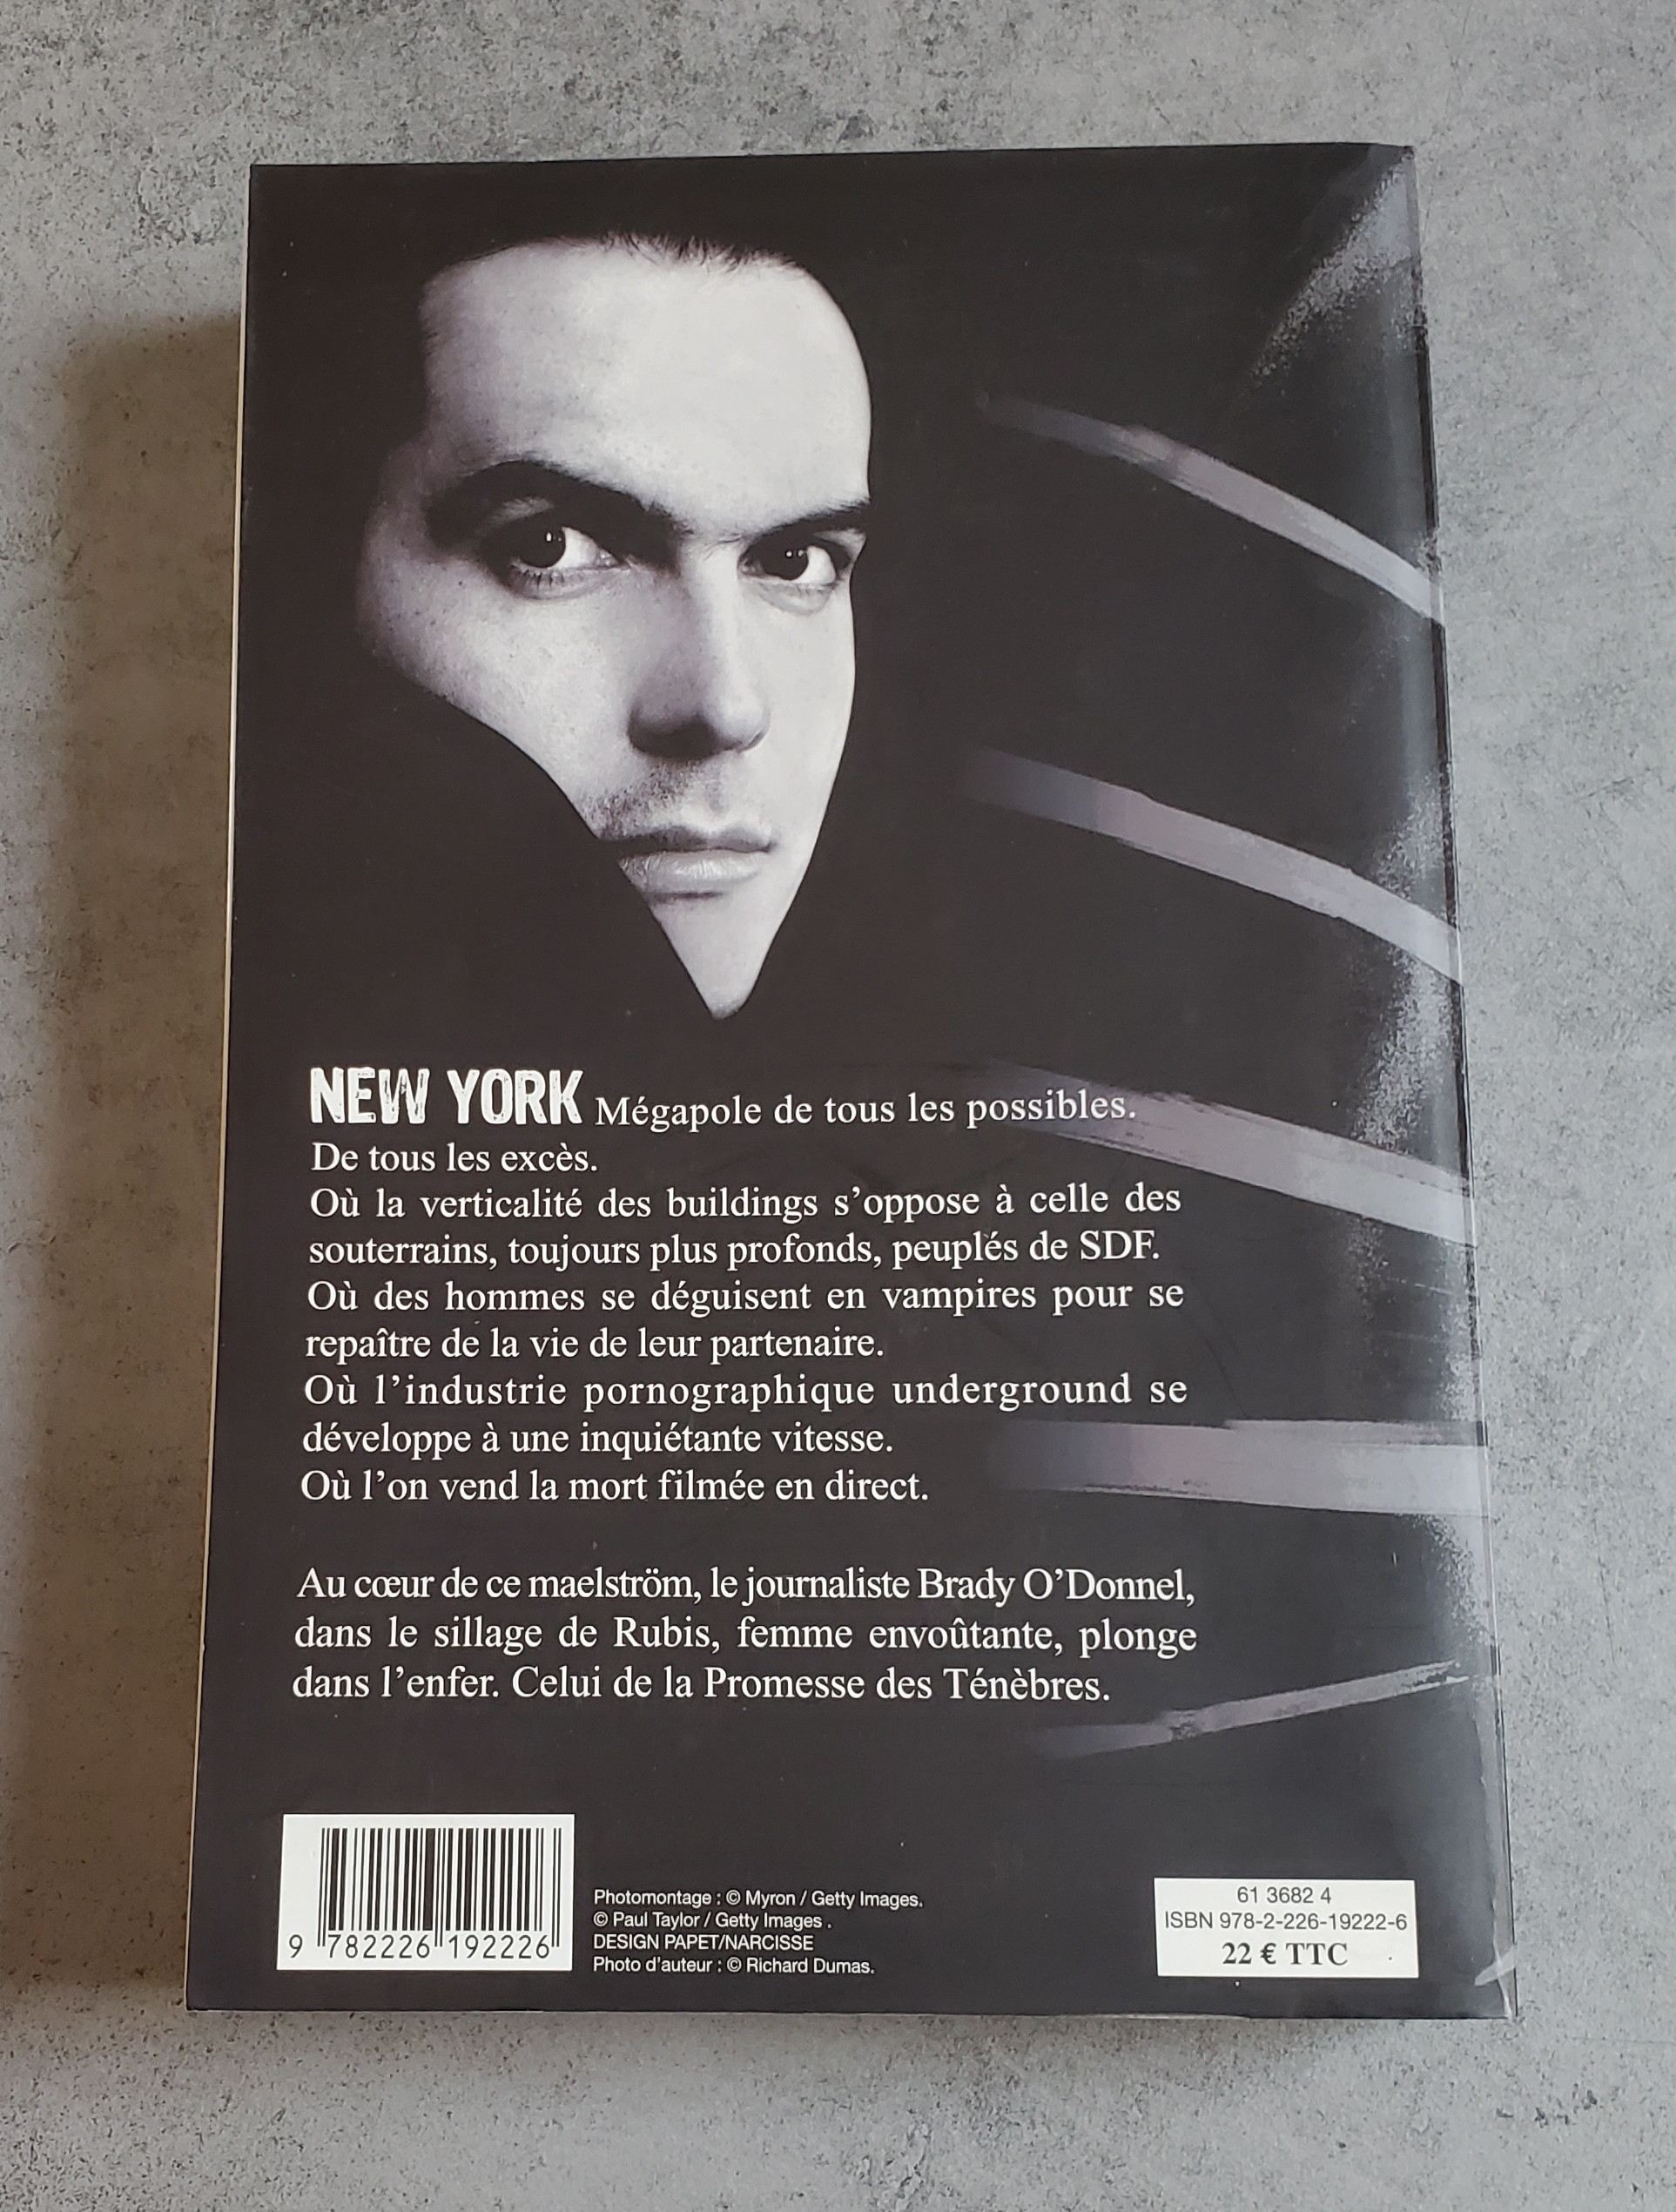 NEW YORK Mégapole de tous les possibles.
De tous les excès.
Où la verticalité des buildings s'oppose à celle des
souterrains, toujours plus profonds, peuplés de SDF.
Où des hommes se déguisent en vampires pour se
repaître de la vie de leur partenaire.
Où l'industrie pornographique underground se
développe à une inquiétante vitesse.
Où l'on vend la mort filmée en direct.
Au cœur de ce maelström, le journaliste Brady O'Donnel,
dans le sillage de Rubis, femme envoûtante, plonge
dans l'enfer. Celui de la Promesse des Ténèbres.
9 782226 192226
Photomontage : © Myron / Getty Images.
© Paul Taylor / Getty Images .
DESIGN PAPET/NARCISSE
Photo d'auteur : © Richard Dumas.
61 3682 4
ISBN 978-2-226-19222-6
22 € TTC